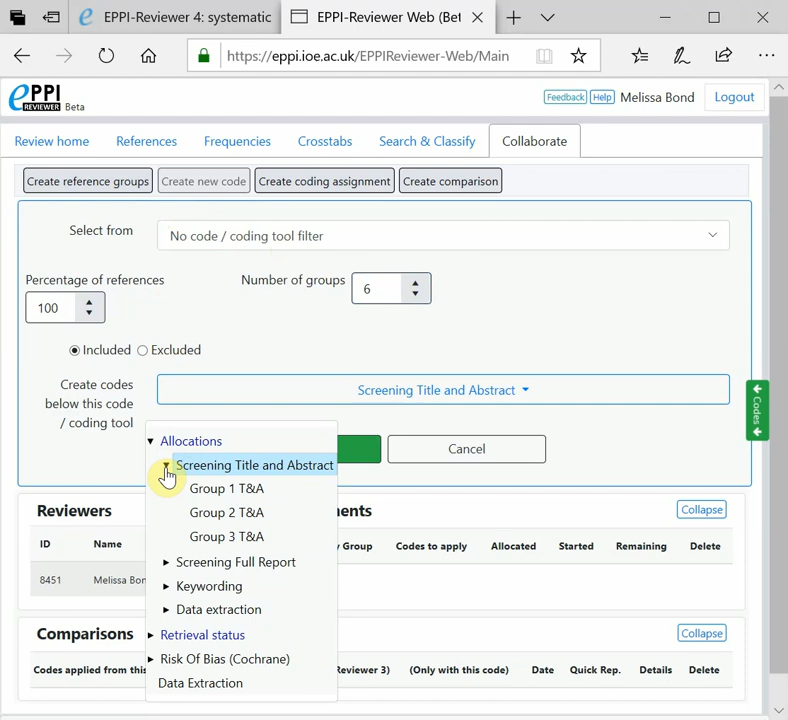 EPPI-Reviewer 4: systematic
EPPI-Reviewer Web (Bet
https://eppi.ioe.ac.uk/EPPIReviewer-Web/Main
ePPI
REVIEWER Beta
Feedback Help Melissa Bond Logout
Review home References Frequencies Crosstabs Search & Classify Collaborate
Create reference groups Create new code Create coding assignment Create comparison
Select from No code / coding tool filter
Percentage of references Number of groups 6
100
Included Excluded
Create codes
below this code
/ coding tool
Screening Title and Abstract
Codes
Allocations
Cancel
Screening Title and Abstract
Group 1 T&A
Group 2 T&A
Group 3 T&A
Screening Full Report
Keywording
Data extraction
Retrieval status
Risk Of Bias (Cochrane)
Data Extraction
Reviewers ments Collapse
ID Name y Group Codes to apply Allocated Started Remaining Delete
8451 Melissa Bon
Comparisons Collapse
Codes applied from this Reviewer 3) (Only with this code) Date Quick Rep. Details Delete